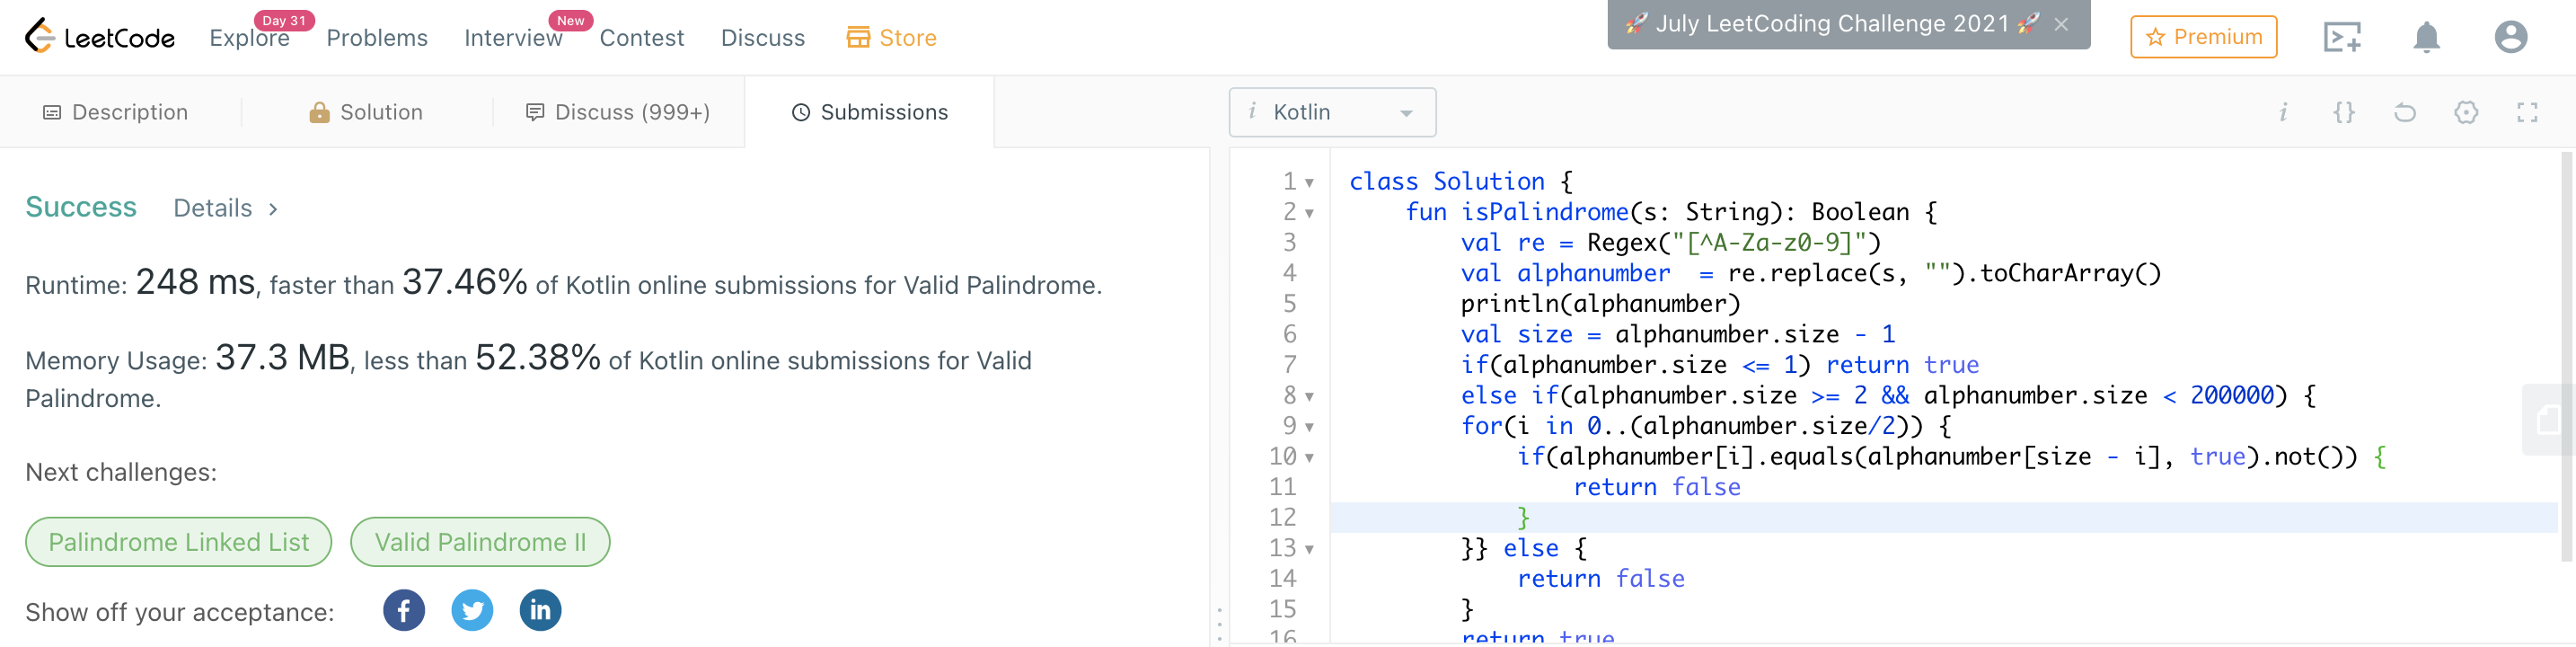 LeetCode Explore Day 31 Problems Interview New Contest Discuss Store 🚀 July LeetCoding Challenge 2021 🚀 × Premium
Description Solution Discuss (999+) Submissions
i Kotlin i {}
Success Details >
Runtime: 248 ms, faster than 37.46% of Kotlin online submissions for Valid Palindrome.
Memory Usage: 37.3 MB, less than 52.38% of Kotlin online submissions for Valid
Palindrome.
Next challenges:
Palindrome Linked List Valid Palindrome II
Show off your acceptance: f in
1 class Solution {
2 fun isPalindrome(s: String): Boolean {
3 val re = Regex("[^A-Za-z0-9]")
4 val alphanumber  = re.replace(s, "").toCharArray()
5 println(alphanumber)
6 val size = alphanumber.size - 1
7 if(alphanumber.size <= 1) return true
8 else if(alphanumber.size >= 2 && alphanumber.size < 200000) {
9 for(i in 0..(alphanumber.size/2)) {
10 if(alphanumber[i].equals(alphanumber[size - i], true).not()) {
11 return false
12 }
13 }} else {
14 return false
15 }
16 return true